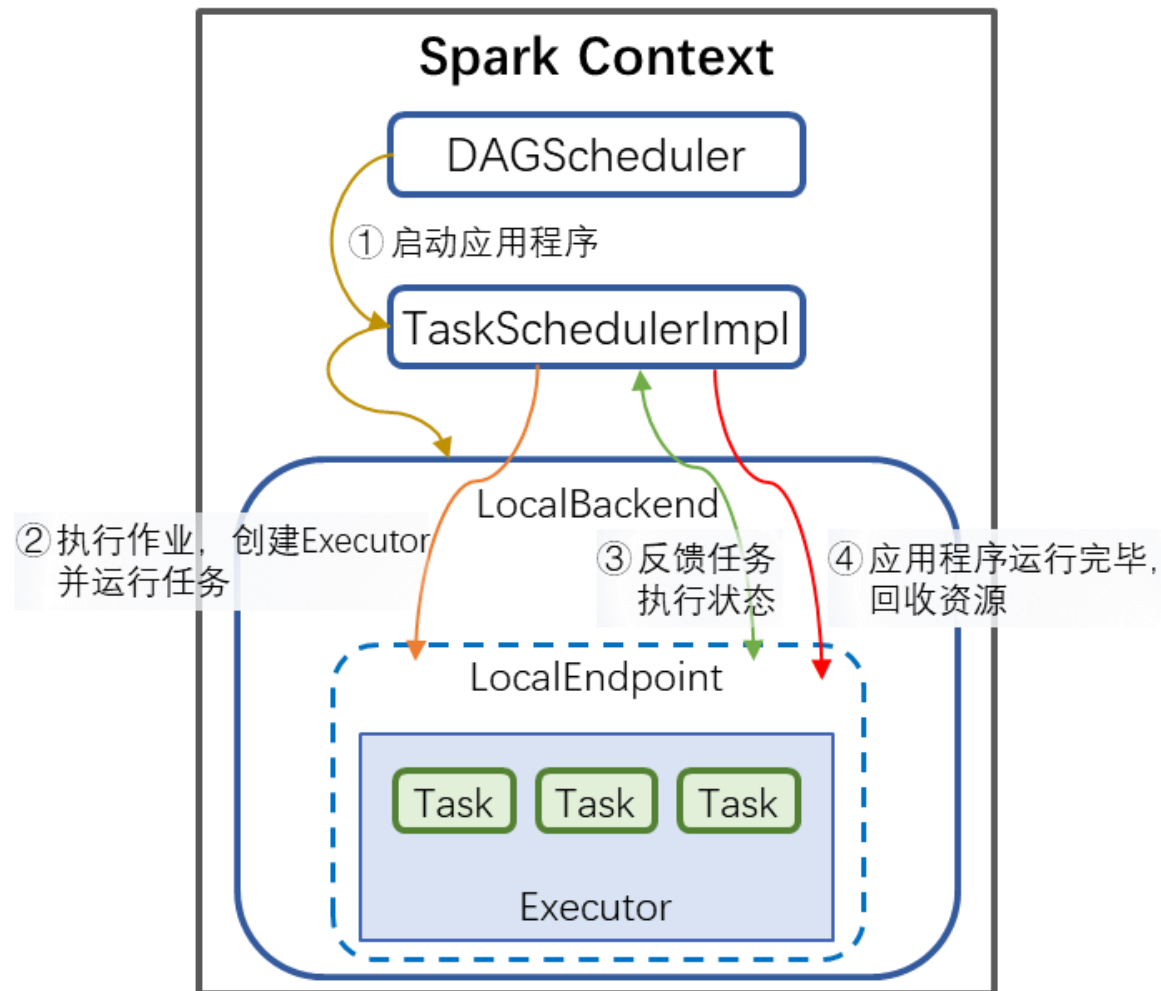 Spark Context
DAGScheduler
① 启动应用程序
TaskSchedulerImpl
LocalBackend
② 执行作业，创建Executor
并运行任务
③ 反馈任务
执行状态
④ 应用程序运行完毕，
回收资源
LocalEndpoint
Task Task Task
Executor